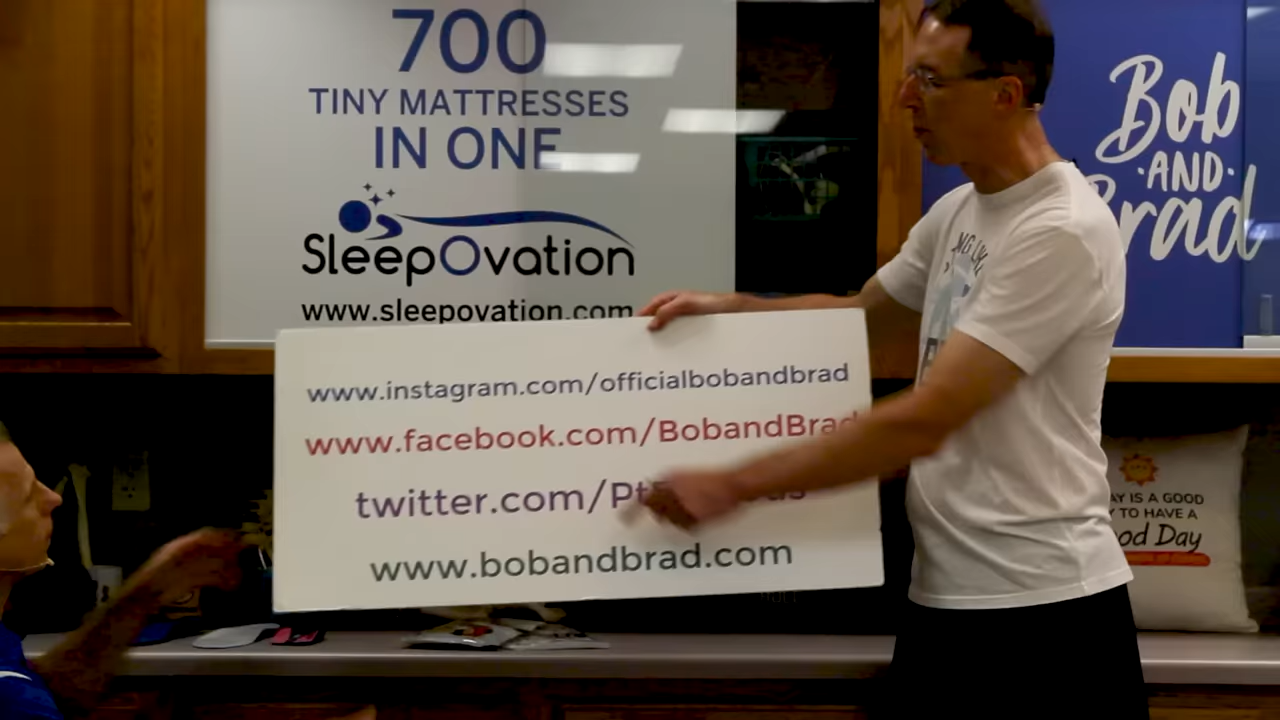 700
TINY MATTRESSES
IN ONE
SleepOvation
www.sleepovation.com
Bob
·AND·
Brad
www.instagram.com/officialbobandbrad
www.facebook.com/BobandBrad
twitter.com/Pt
www.bobandbrad.com
IS A GOOD
TO HAVE A
Day